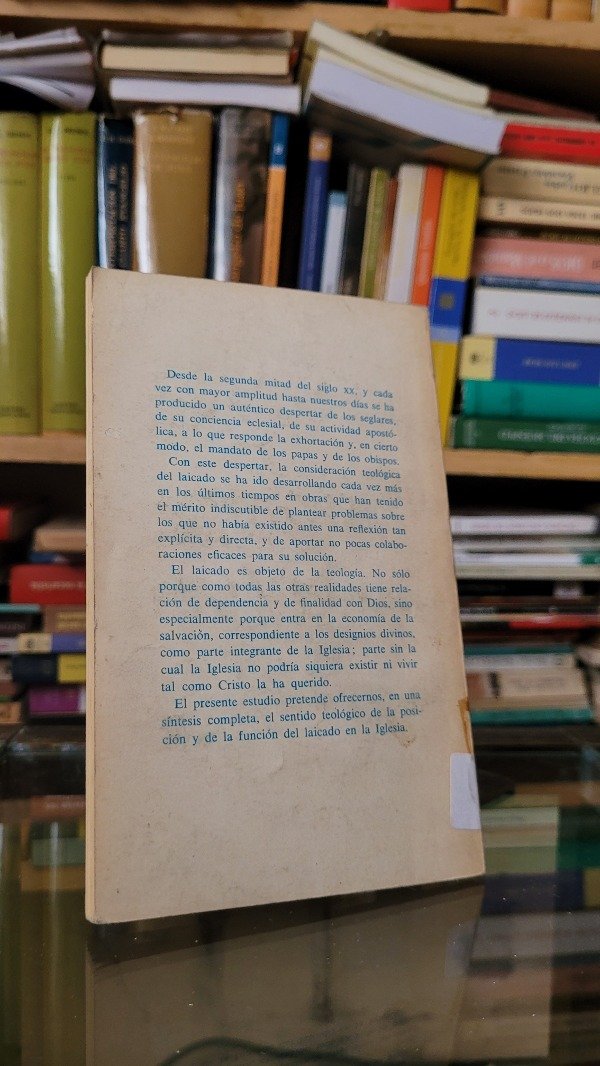 Desde la segunda mitad del siglo XX, y cada
vez con mayor amplitud hasta nuestros días se ha
producido un auténtico despertar de los seglares,
de su conciencia eclesial, de su actividad apostó-
lica, a lo que responde la exhortación y, en cierto
modo, el mandato de los papas y de los obispos.
Con este despertar, la consideración teológica
del laicado se ha ido desarrollando cada vez más
en los últimos tiempos en obras que han tenido
el mérito indiscutible de plantear problemas sobre
los que no había existido antes una reflexión tan
explícita y directa, y de aportar no pocas colabo-
raciones eficaces para su solución.
El laicado es objeto de la teología. No sólo
porque como todas las otras realidades tiene rela-
ción de dependencia y de finalidad con Dios, sino
especialmente porque entra en la economía de la
salvación, correspondiente a los designios divinos,
como parte integrante de la Iglesia; parte sin la
cual la Iglesia no podría siquiera existir ni vivir
tal como Cristo la ha querido.
El presente estudio pretende ofrecernos, en una
síntesis completa, el sentido teológico de la posi-
ción y de la función del laicado en la Iglesia.